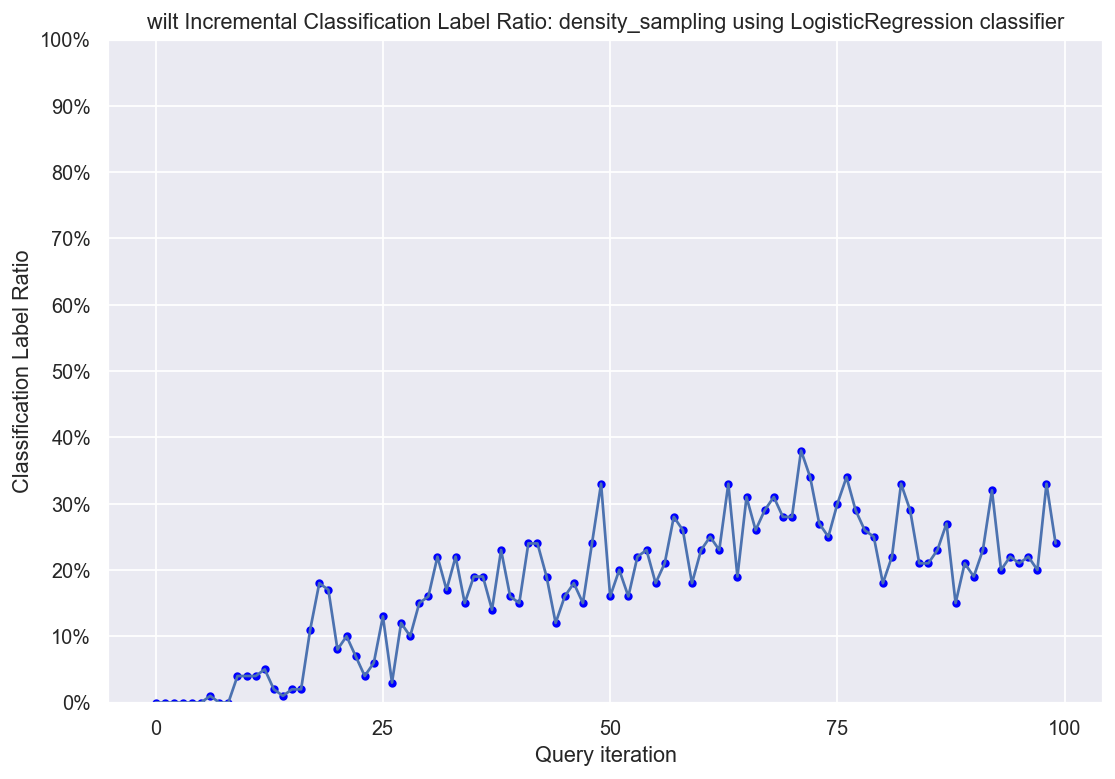 wilt Incremental Classification Label Ratio: density_sampling using LogisticRegression classifier
100%
90%
80%
70%
60%
50%
40%
30%
20%
10%
0%
Classification Label Ratio
0 25 50 75 100
Query iteration